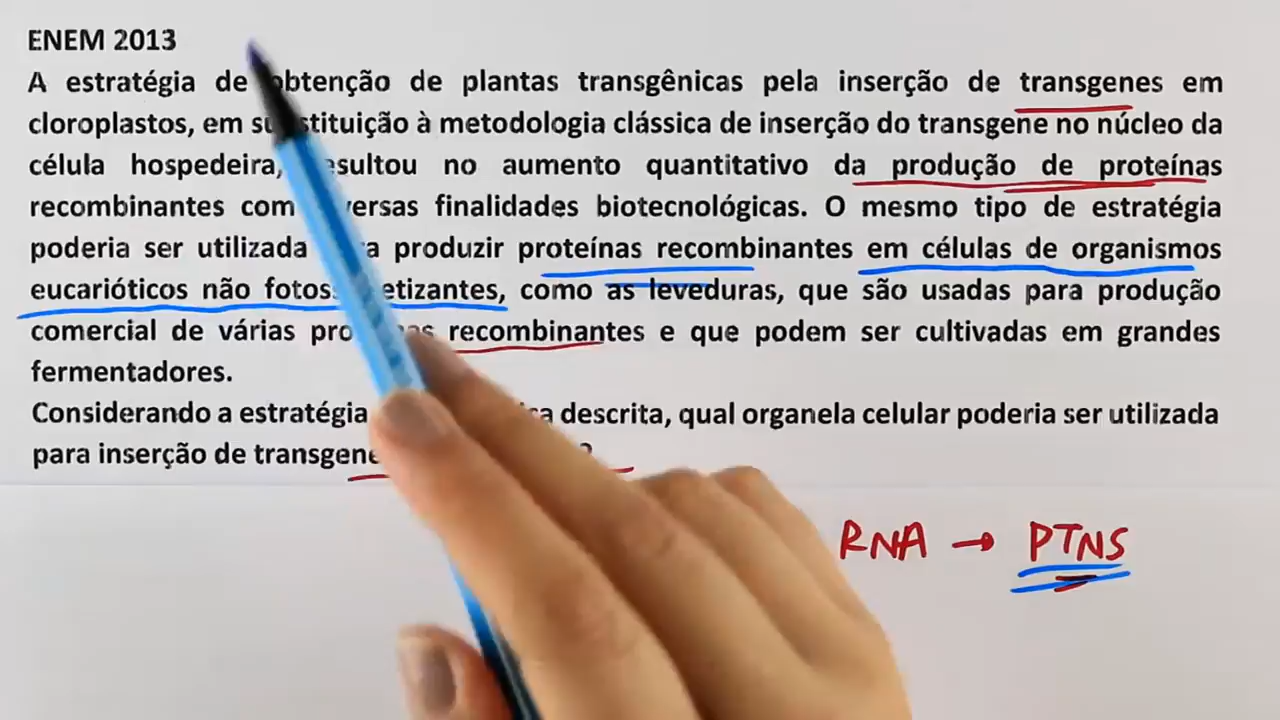 ENEM 2013
A estratégia de obtenção de plantas transgênicas pela inserção de transgenes em
cloroplastos, em substituição à metodologia clássica de inserção do transgene no núcleo da
célula hospedeira, resultou no aumento quantitativo da produção de proteínas
recombinantes com diversas finalidades biotecnológicas. O mesmo tipo de estratégia
poderia ser utilizada para produzir proteínas recombinantes em células de organismos
eucarióticos não fotossintetizantes, como as leveduras, que são usadas para produção
comercial de várias proteínas recombinantes e que podem ser cultivadas em grandes
fermentadores.
Considerando a estratégia descrita, qual organela celular poderia ser utilizada
para inserção de transgenes
RNA → PTNS